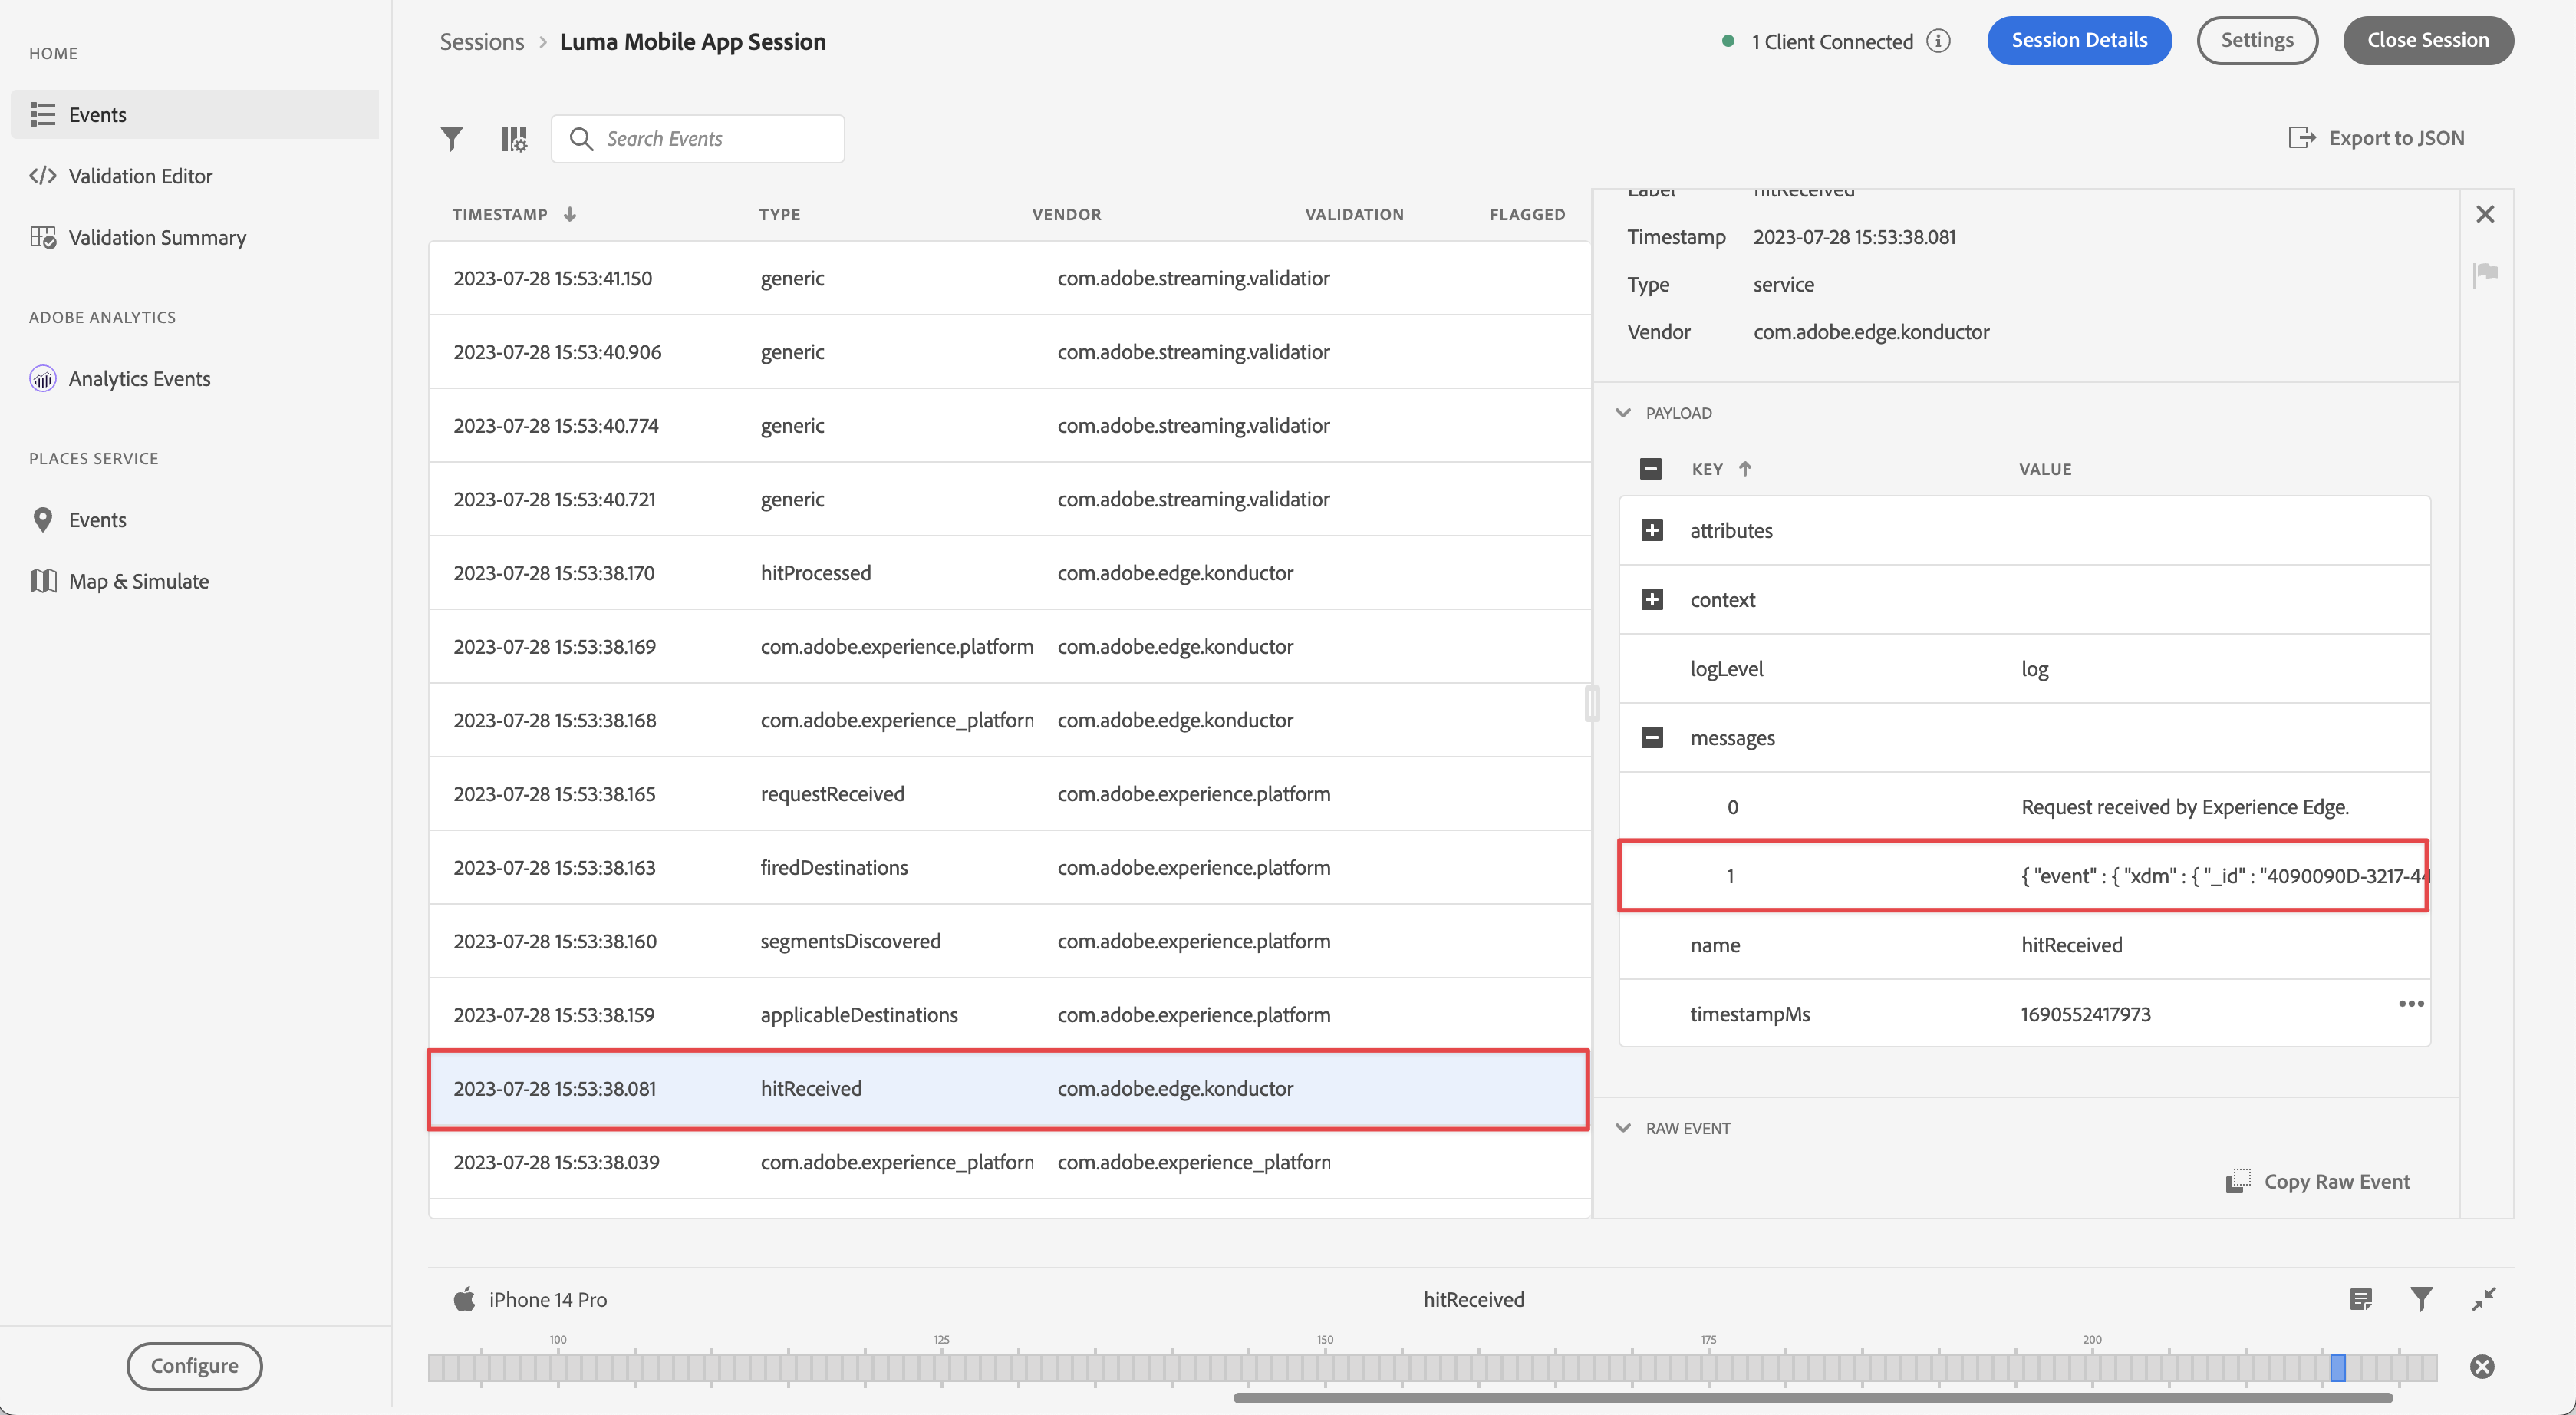 HOME
Events
Validation Editor
Validation Summary
ADOBE ANALYTICS
Analytics Events
PLACES SERVICE
Events
Map & Simulate
Configure
Sessions > Luma Mobile App Session
1 Client Connected
Session Details
Settings
Close Session
Search Events
Export to JSON
TIMESTAMP TYPE VENDOR VALIDATION FLAGGED
2023-07-28 15:53:41.150 generic com.adobe.streaming.validatior
2023-07-28 15:53:40.906 generic com.adobe.streaming.validatior
2023-07-28 15:53:40.774 generic com.adobe.streaming.validatior
2023-07-28 15:53:40.721 generic com.adobe.streaming.validatior
2023-07-28 15:53:38.170 hitProcessed com.adobe.edge.konductor
2023-07-28 15:53:38.169 com.adobe.experience.platform com.adobe.edge.konductor
2023-07-28 15:53:38.168 com.adobe.experience_platforn com.adobe.edge.konductor
2023-07-28 15:53:38.165 requestReceived com.adobe.experience.platform
2023-07-28 15:53:38.163 firedDestinations com.adobe.experience.platform
2023-07-28 15:53:38.160 segmentsDiscovered com.adobe.experience.platform
2023-07-28 15:53:38.159 applicableDestinations com.adobe.experience.platform
2023-07-28 15:53:38.081 hitReceived com.adobe.edge.konductor
2023-07-28 15:53:38.039 com.adobe.experience_platforn com.adobe.experience_platforn
Label hitReceived
Timestamp 2023-07-28 15:53:38.081
Type service
Vendor com.adobe.edge.konductor
PAYLOAD
KEY VALUE
attributes
context
logLevel log
messages
0 Request received by Experience Edge.
1 { "event" : { "xdm" : { "_id" : "4090090D-3217-44
name hitReceived
timestampMs 1690552417973
RAW EVENT
Copy Raw Event
iPhone 14 Pro
hitReceived
100 125 150 175 200